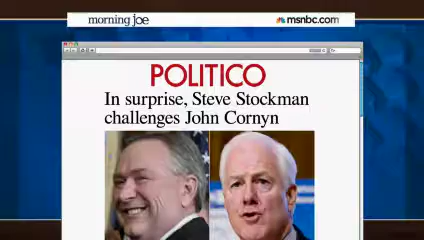 morning joe
msnbc.com
POLITICO
In surprise, Steve Stockman
challenges John Cornyn